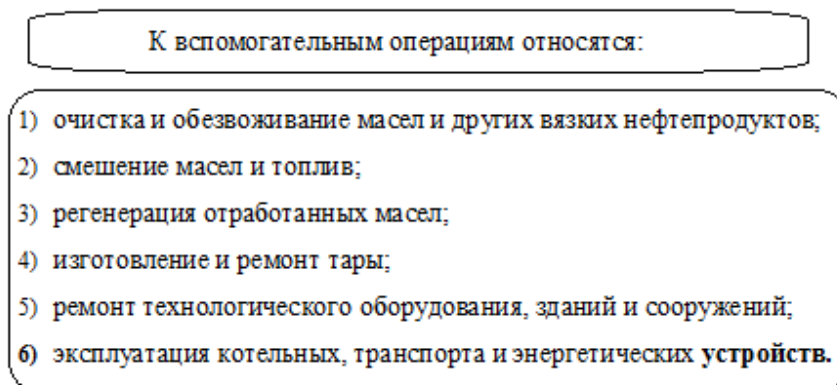 К вспомогательным операциям относятся:
1) очистка и обезвоживание масел и других вязких нефтепродуктов;
2) смешение масел и топлив;
3) регенерация отработанных масел;
4) изготовление и ремонт тары;
5) ремонт технологического оборудования, зданий и сооружений;
6) эксплуатация котельных, транспорта и энергетических устройств.